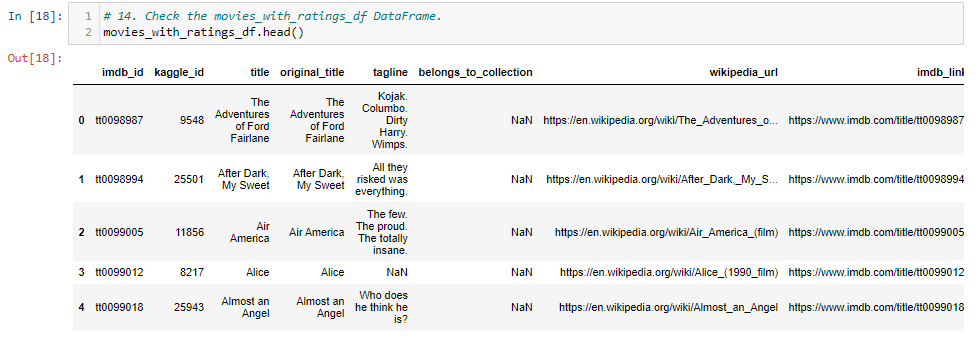 In [18]: 1 # 14. Check the movies_with_ratings_df DataFrame.
2 movies_with_ratings_df.head()
Out[18]:
imdb_id kaggle_id title original_title tagline belongs_to_collection wikipedia_url imdb_link
0 tt0098987 9548 The Adventures of Ford Fairlane The Adventures of Ford Fairlane Kojak. Columbo. Dirty Harry. Wimps. NaN https://en.wikipedia.org/wiki/The_Adventures_o... https://www.imdb.com/title/tt0098987
1 tt0098994 25501 After Dark, My Sweet After Dark, My Sweet All they risked was everything. NaN https://en.wikipedia.org/wiki/After_Dark,_My_S... https://www.imdb.com/title/tt0098994
2 tt0099005 11856 Air America Air America The few. The proud. The totally insane. NaN https://en.wikipedia.org/wiki/Air_America_(film) https://www.imdb.com/title/tt0099005
3 tt0099012 8217 Alice Alice NaN NaN https://en.wikipedia.org/wiki/Alice_(1990_film) https://www.imdb.com/title/tt0099012
4 tt0099018 25943 Almost an Angel Almost an Angel Who does he think he is? NaN https://en.wikipedia.org/wiki/Almost_an_Angel https://www.imdb.com/title/tt0099018